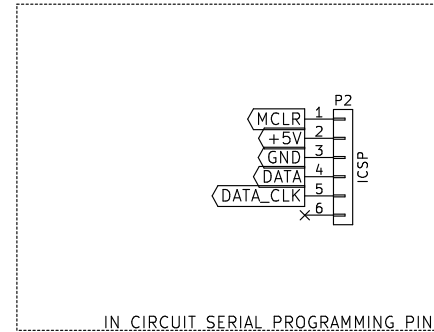 P2
MCLR 1
+5V 2
GND 3
DATA 4
DATA_CLK 5
6
ICSP
IN CIRCUIT SERIAL PROGRAMMING PIN